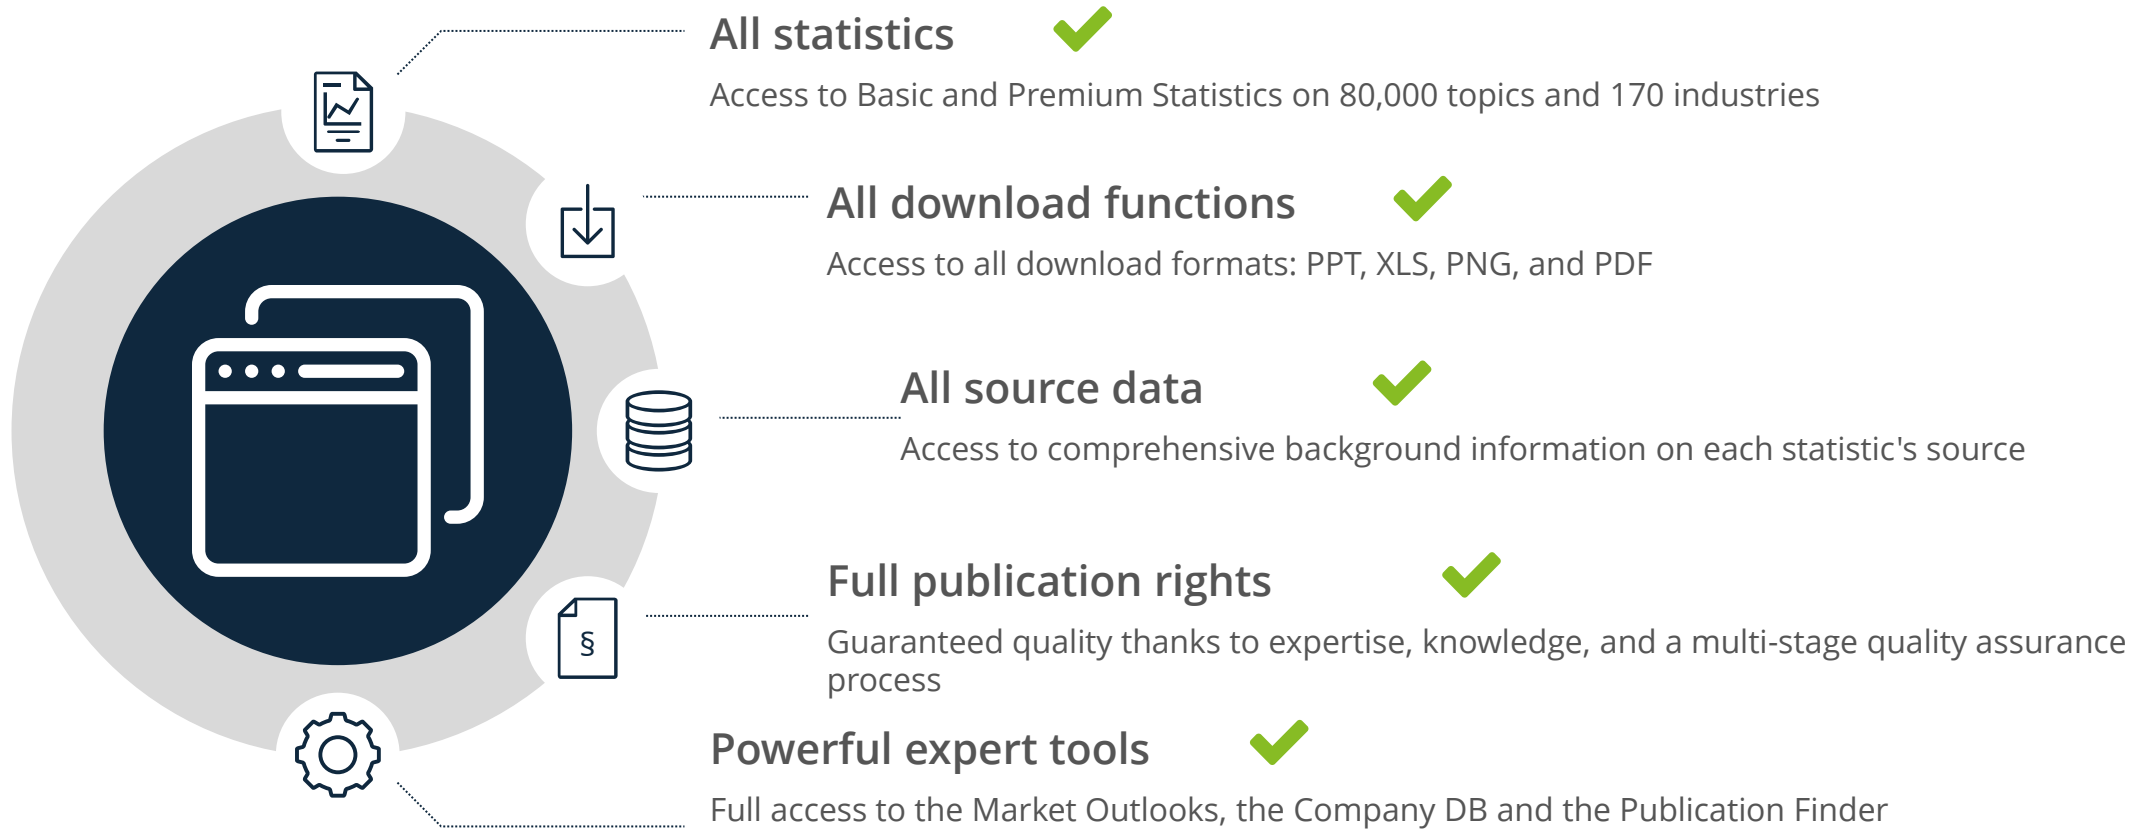 All statistics
Access to Basic and Premium Statistics on 80,000 topics and 170 industries
All download functions
Access to all download formats: PPT, XLS, PNG, and PDF
All source data
Access to comprehensive background information on each statistic's source
Full publication rights
§
Guaranteed quality thanks to expertise, knowledge, and a multi-stage quality assurance
process
Powerful expert tools
Full access to the Market Outlooks, the Company DB and the Publication Finder